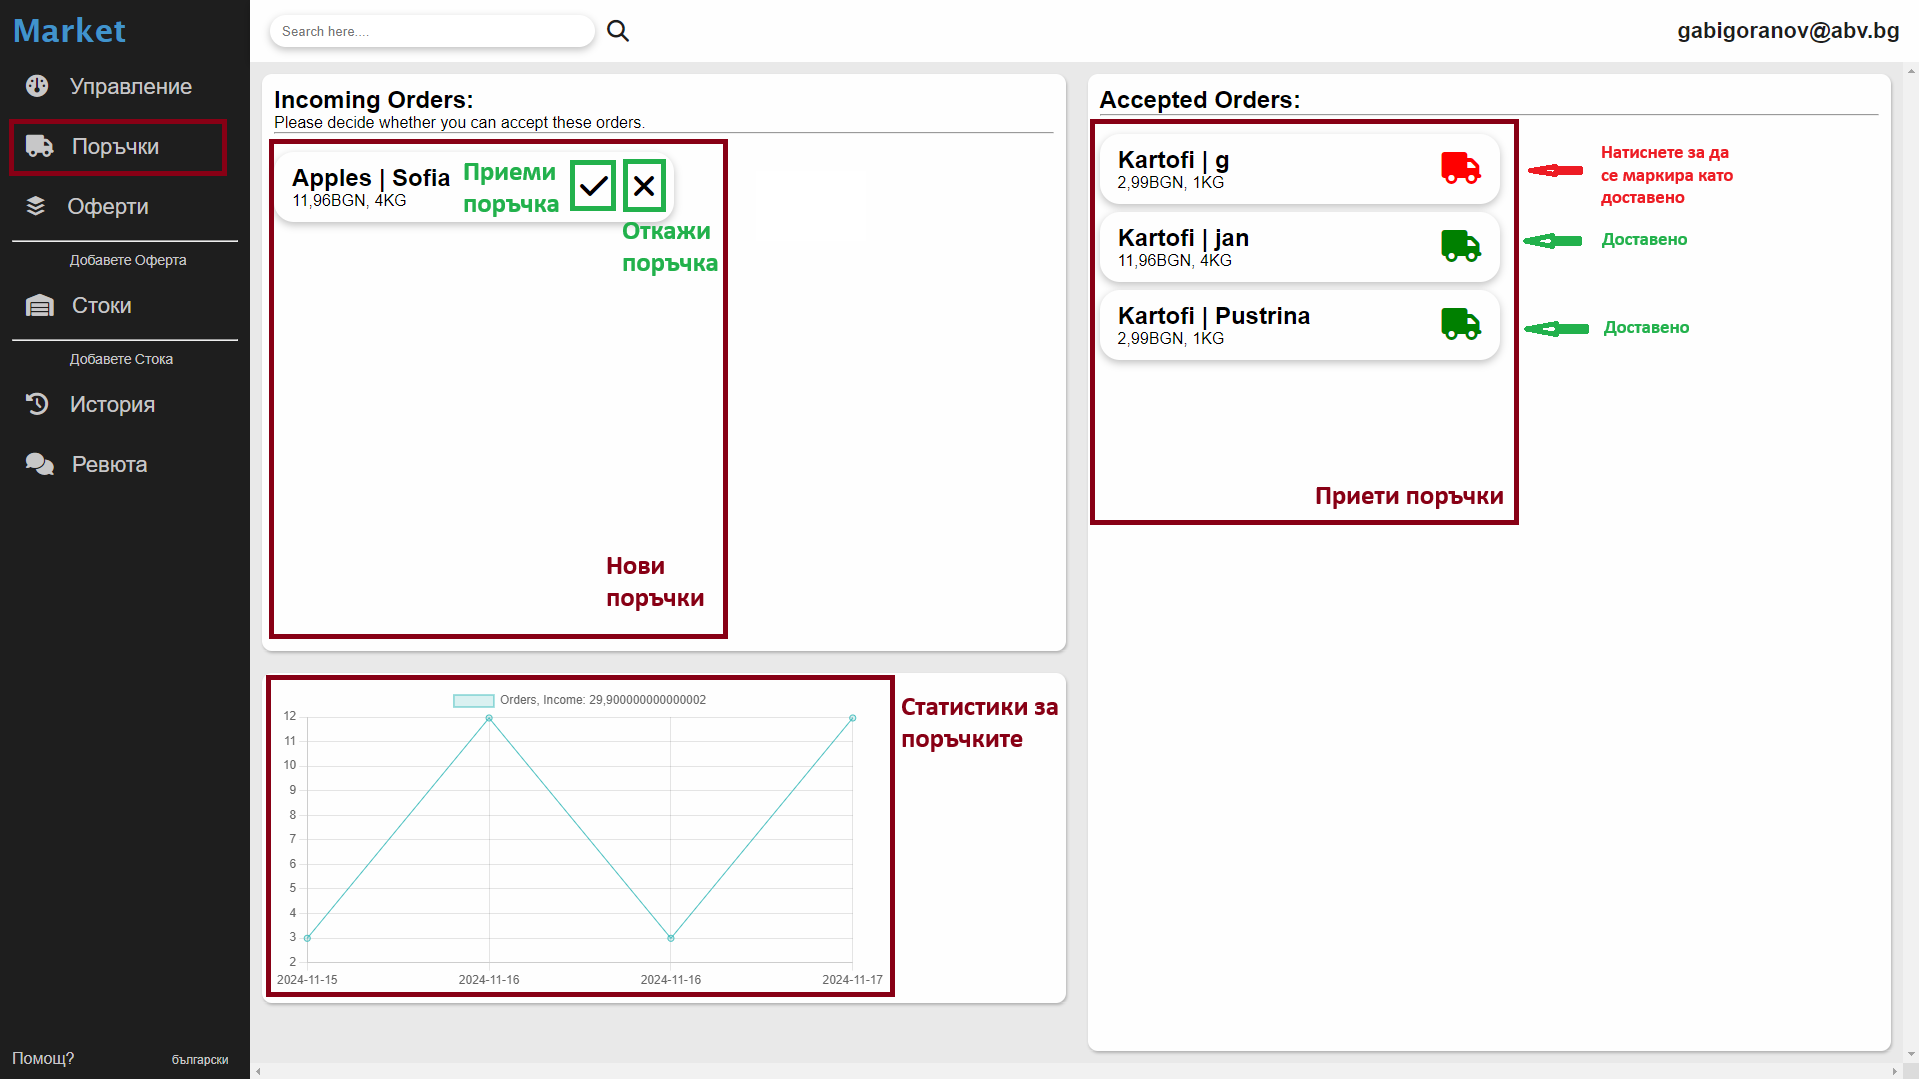 Market
Управление
Поръчки
Оферти
Добавете Оферта
Стоки
Добавете Стока
История
Ревюта
Помощ?
български
Search here....
gabigoranov@abv.bg
Incoming Orders:
Please decide whether you can accept these orders.
Apples | Sofia
11,96BGN, 4KG
Приеми
поръчка
Откажи
поръчка
Нови
поръчки
Orders, Income: 29,900000000000002
12
11
10
9
8
7
6
5
4
3
2
2024-11-15
2024-11-16
2024-11-16
2024-11-17
Статистики за
поръчките
Accepted Orders:
Kartofi | g
2,99BGN, 1KG
Натиснете за да
се маркира като
доставено
Kartofi | jan
11,96BGN, 4KG
Доставено
Kartofi | Pustrina
2,99BGN, 1KG
Доставено
Приети поръчки